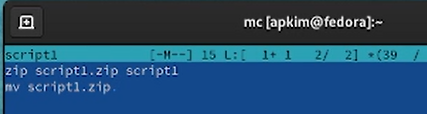 mc [apkim@fedora]:~
script1 [-M--] 15 L:[ 1+ 1 2/ 2] *(39 /
zip script1.zip script1
mv script1.zip.